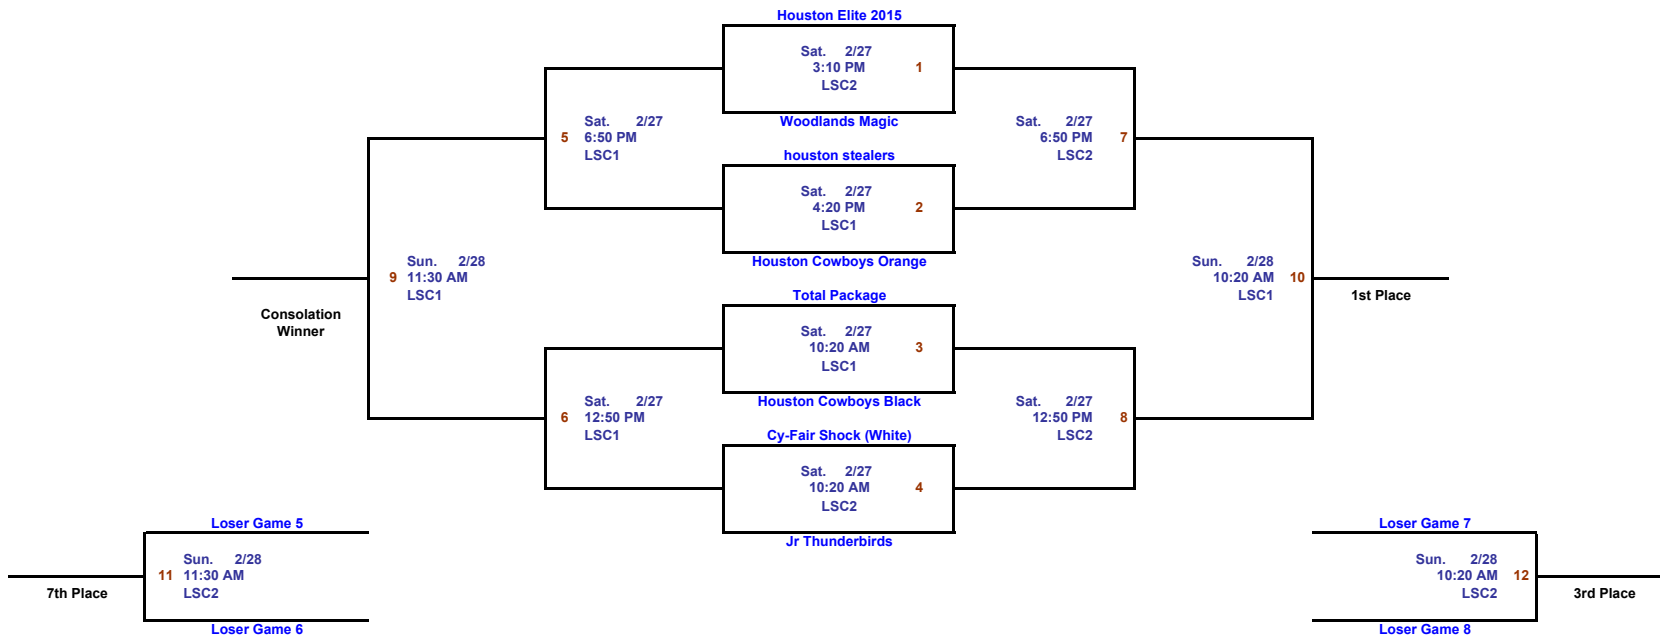 Houston Elite 2015
Sat. 2/27
3:10 PM 1
LSC2
Woodlands Magic
Sat. 2/27
5 6:50 PM
LSC1
Sat. 2/27
6:50 PM 7
LSC2
houston stealers
Sat. 2/27
4:20 PM 2
LSC1
Houston Cowboys Orange
Sun. 2/28
9 11:30 AM
LSC1
Consolation
Winner
Sun. 2/28
10:20 AM 10
LSC1
1st Place
Total Package
Sat. 2/27
10:20 AM 3
LSC1
Houston Cowboys Black
Sat. 2/27
6 12:50 PM
LSC1
Sat. 2/27
12:50 PM 8
LSC2
Cy-Fair Shock (White)
Sat. 2/27
10:20 AM 4
LSC2
Jr Thunderbirds
Loser Game 5
Sun. 2/28
11 11:30 AM
LSC2
7th Place
Loser Game 6
Loser Game 7
Sun. 2/28
10:20 AM 12
LSC2
3rd Place
Loser Game 8